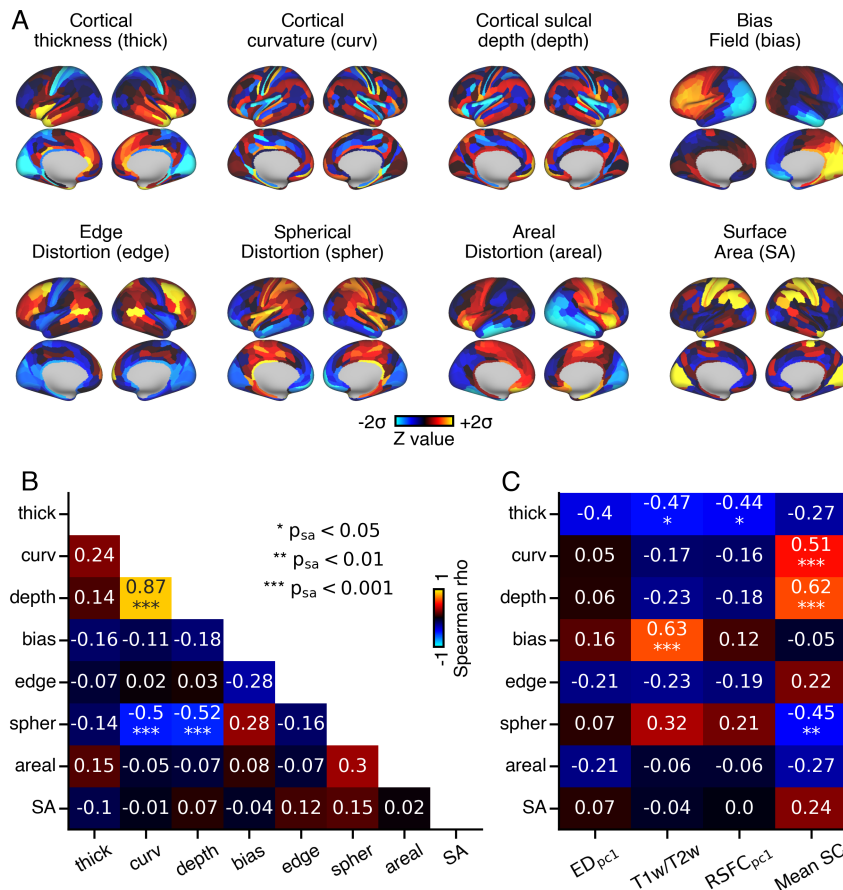 A
Cortical thickness (thick)
Cortical curvature (curv)
Cortical sulcal depth (depth)
Bias Field (bias)
Edge Distortion (edge)
Spherical Distortion (spher)
Areal Distortion (areal)
Surface Area (SA)
-2σ +2σ
Z value
B
* p_sa < 0.05
** p_sa < 0.01
*** p_sa < 0.001
1
-1
Spearman rho
thick
curv 0.24
depth 0.14 0.87 ***
bias -0.16 -0.11 -0.18
edge -0.07 0.02 0.03 -0.28
spher -0.14 -0.5 *** -0.52 *** 0.28 -0.16
areal 0.15 -0.05 -0.07 0.08 -0.07 0.3
SA -0.1 -0.01 0.07 -0.04 0.12 0.15 0.02
thick curv depth bias edge spher areal SA
C
thick -0.4 -0.47 * -0.44 * -0.27
curv 0.05 -0.17 -0.16 0.51 ***
depth 0.06 -0.23 -0.18 0.62 ***
bias 0.16 0.63 *** 0.12 -0.05
edge -0.21 -0.23 -0.19 0.22
spher 0.07 0.32 0.21 -0.45 **
areal -0.21 -0.06 -0.06 -0.27
SA 0.07 -0.04 0.0 0.24
ED_pc1 T1w/T2w RSFC_pc1 Mean SC